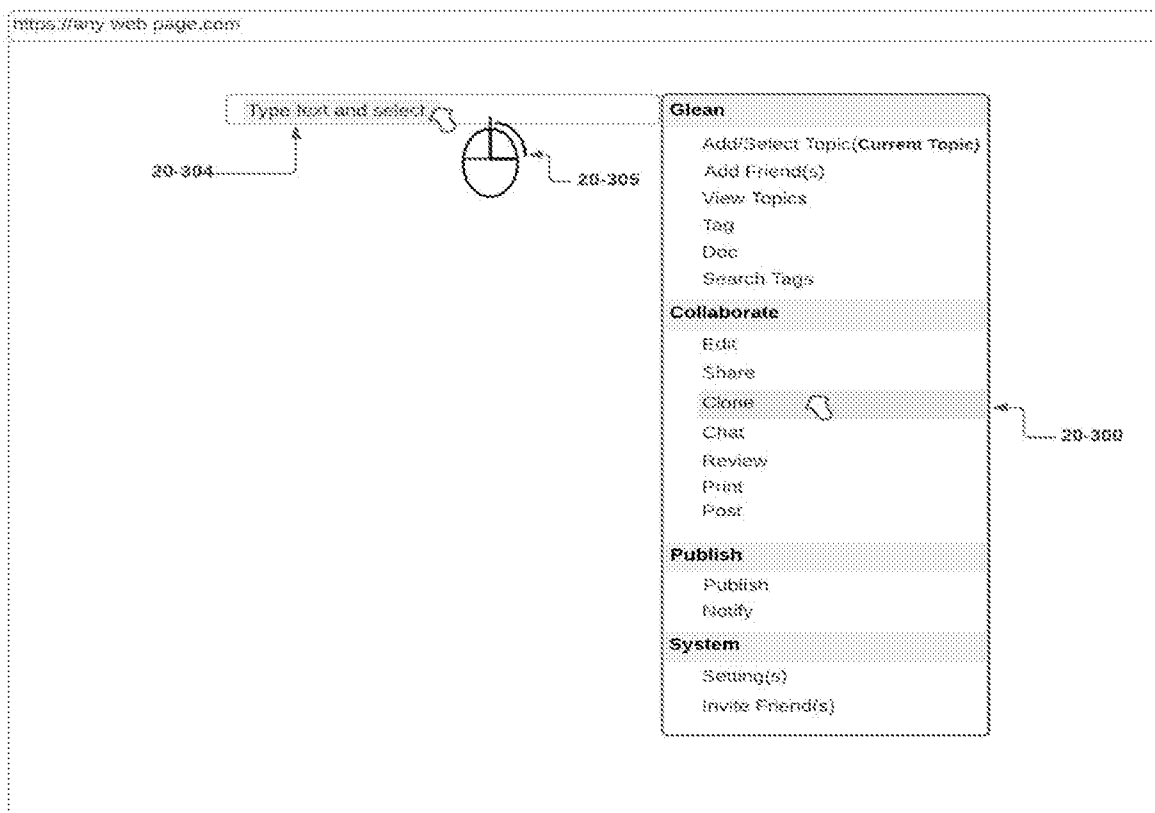 https://any web page.com
Type text and select
20-304
20-305
Glean
Add/Select Topic(Current Topic)
Add Friend(s)
View Topics
Tag
Doc
Search Tags
Collaborate
Edit
Share
Clone
Chat
Review
Print
Post
20-300
Publish
Publish
Notify
System
Setting(s)
Invite Friend(s)